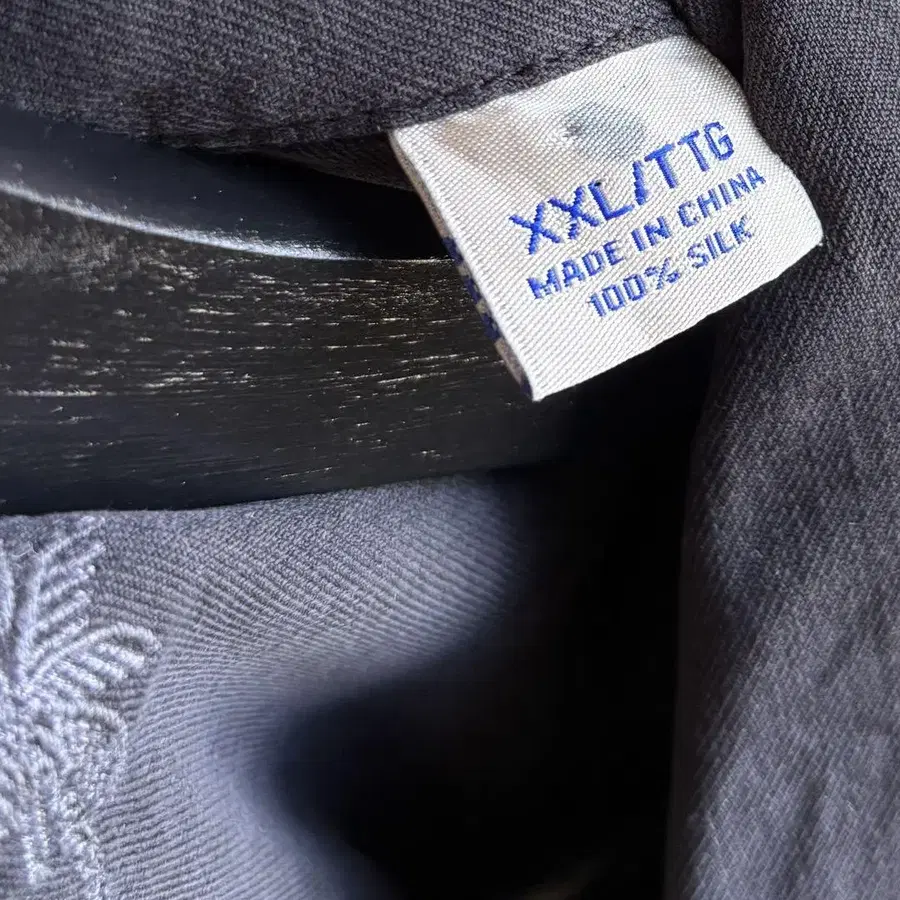 XXL/TTG
MADE IN CHINA
100% SILK